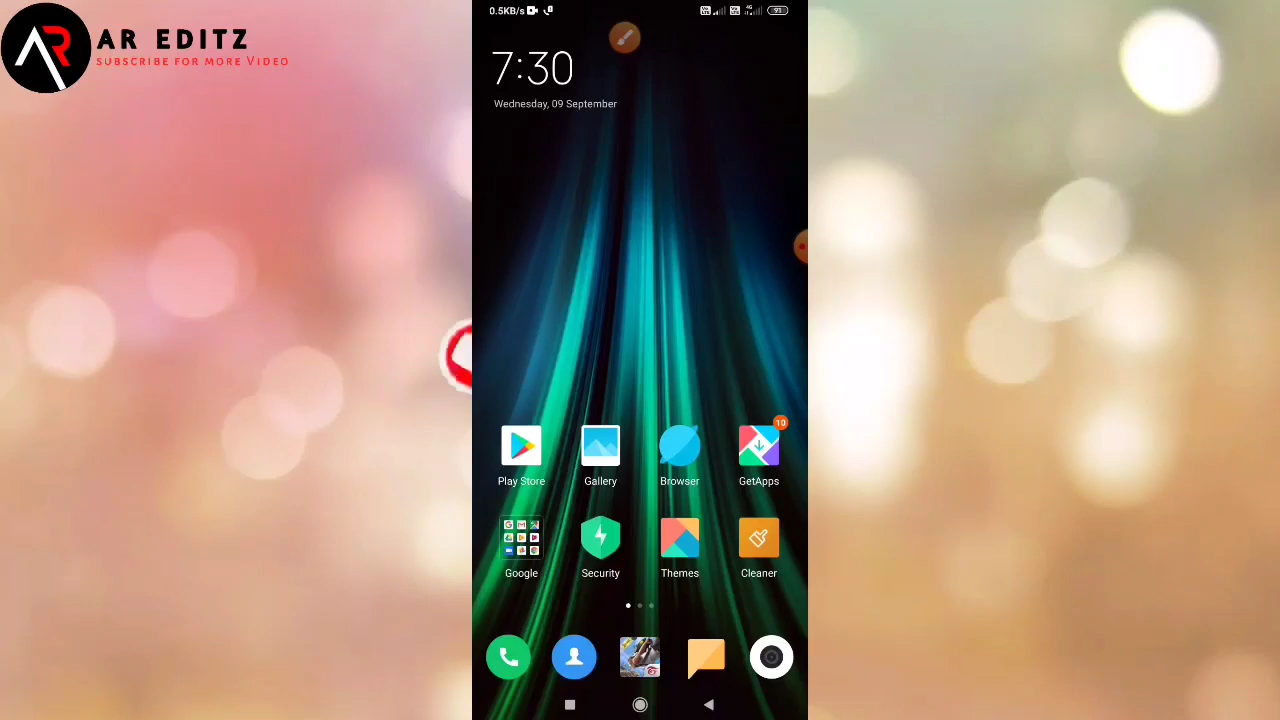 AR EDITZ
SUBSCRIBE FOR MORE VIDEO
0.5KB/s
91
7:30
Wednesday, 09 September
10
Play Store
Gallery
Browser
GetApps
Google
Security
Themes
Cleaner